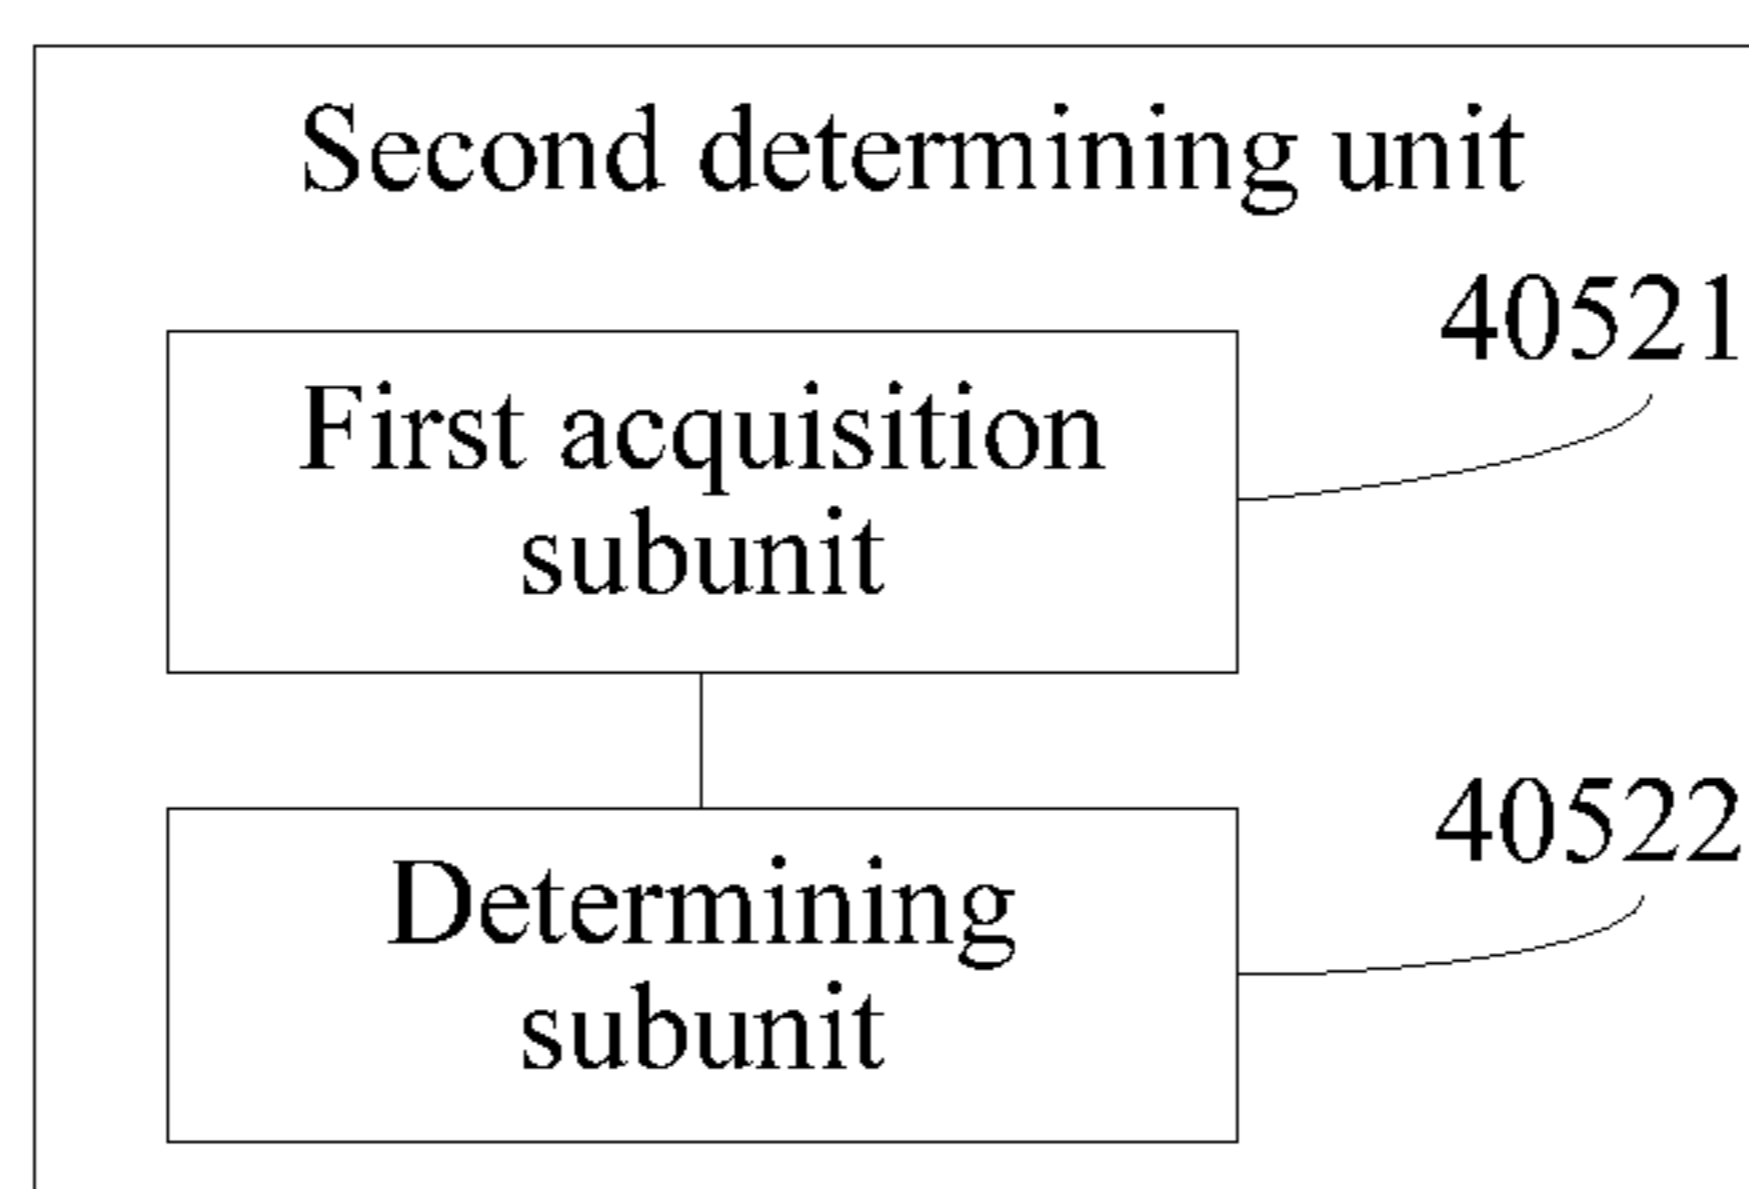 Second determining unit
40521
First acquisition
subunit
40522
Determining
subunit